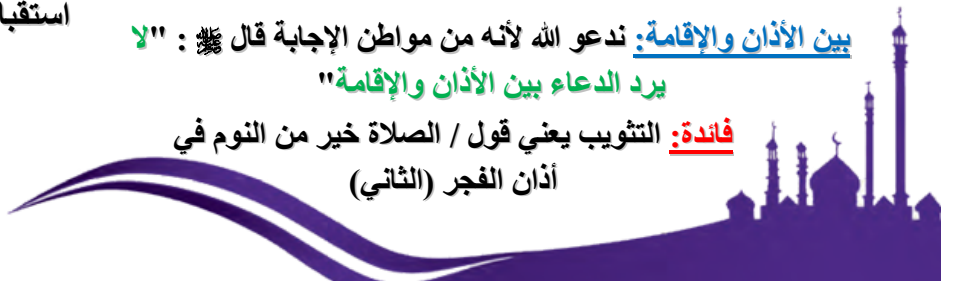 بين الأذان والإقامة: ندعو الله لأنه من مواطن الإجابة قال ﷺ : "لا
يرد الدعاء بين الأذان والإقامة"
فائدة: التثويب يعني قول / الصلاة خير من النوم في
أذان الفجر (الثاني)